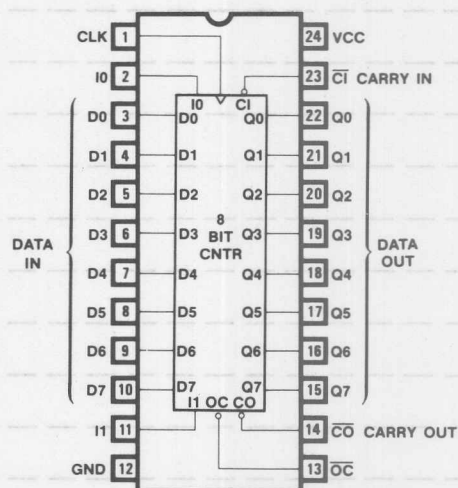 CLK 1 24 VCC
I0 2 23 C̅I̅ CARRY IN
I0 CI
D0 3 D0 Q0 22 Q0
D1 4 D1 Q1 21 Q1
D2 5 D2 Q2 20 Q2
D3 6 D3 8 Q3 19 Q3
DATA IN BIT DATA OUT
D4 7 D4 CNTR Q4 18 Q4
D5 8 D5 Q5 17 Q5
D6 9 D6 Q6 16 Q6
D7 10 D7 Q7 15 Q7
I1 OC CO
I1 11 14 C̅O̅ CARRY OUT
GND 12 13 O̅C̅